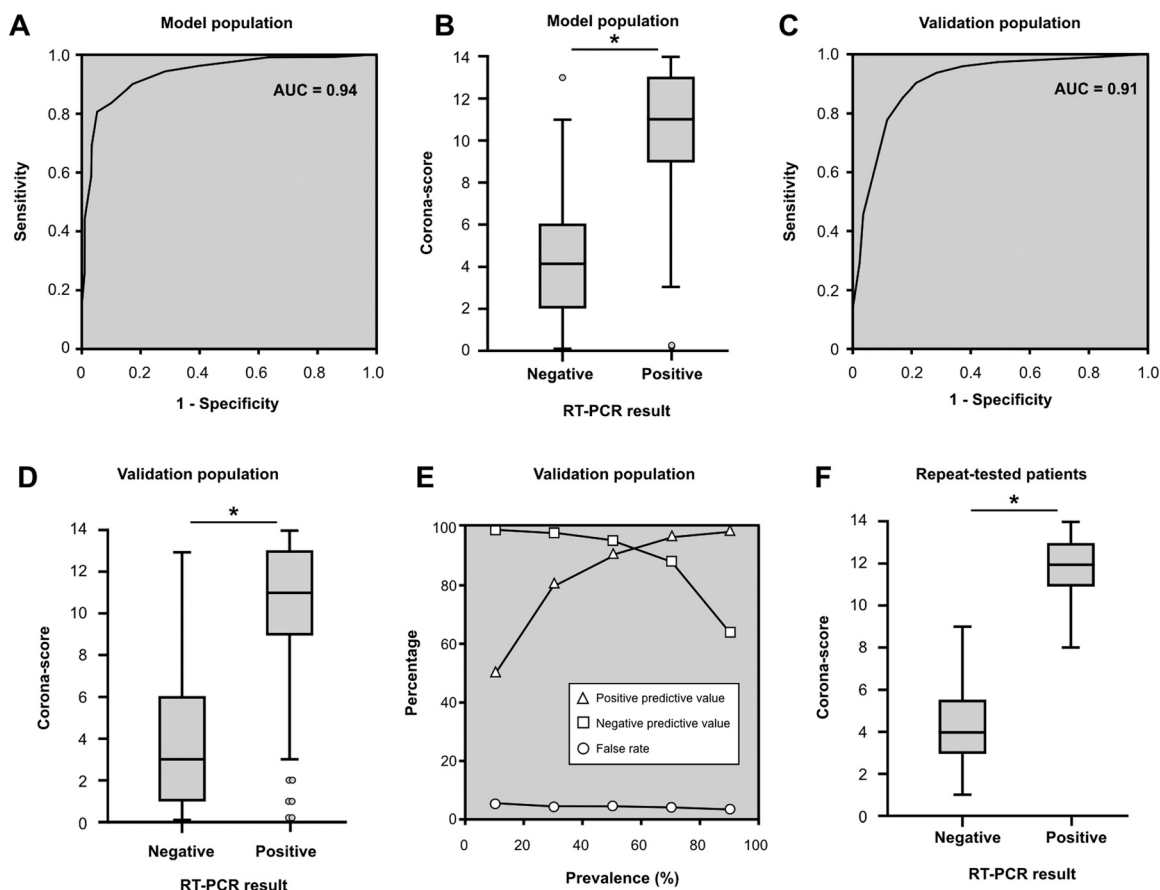 A
Model population
1.0
0.8
0.6
0.4
0.2
0
Sensitivity
AUC = 0.94
0 0.2 0.4 0.6 0.8 1.0
1 - Specificity
B
Model population
*
14
12
10
8
6
4
2
0
Corona-score
Negative Positive
RT-PCR result
C
Validation population
1.0
0.8
0.6
0.4
0.2
0
Sensitivity
AUC = 0.91
0 0.2 0.4 0.6 0.8 1.0
1 - Specificity
D
Validation population
*
14
12
10
8
6
4
2
0
Corona-score
Negative Positive
RT-PCR result
E
Validation population
100
80
60
40
20
0
Percentage
Positive predictive value
Negative predictive value
False rate
0 20 40 60 80 100
Prevalence (%)
F
Repeat-tested patients
*
14
12
10
8
6
4
2
0
Corona-score
Negative Positive
RT-PCR result